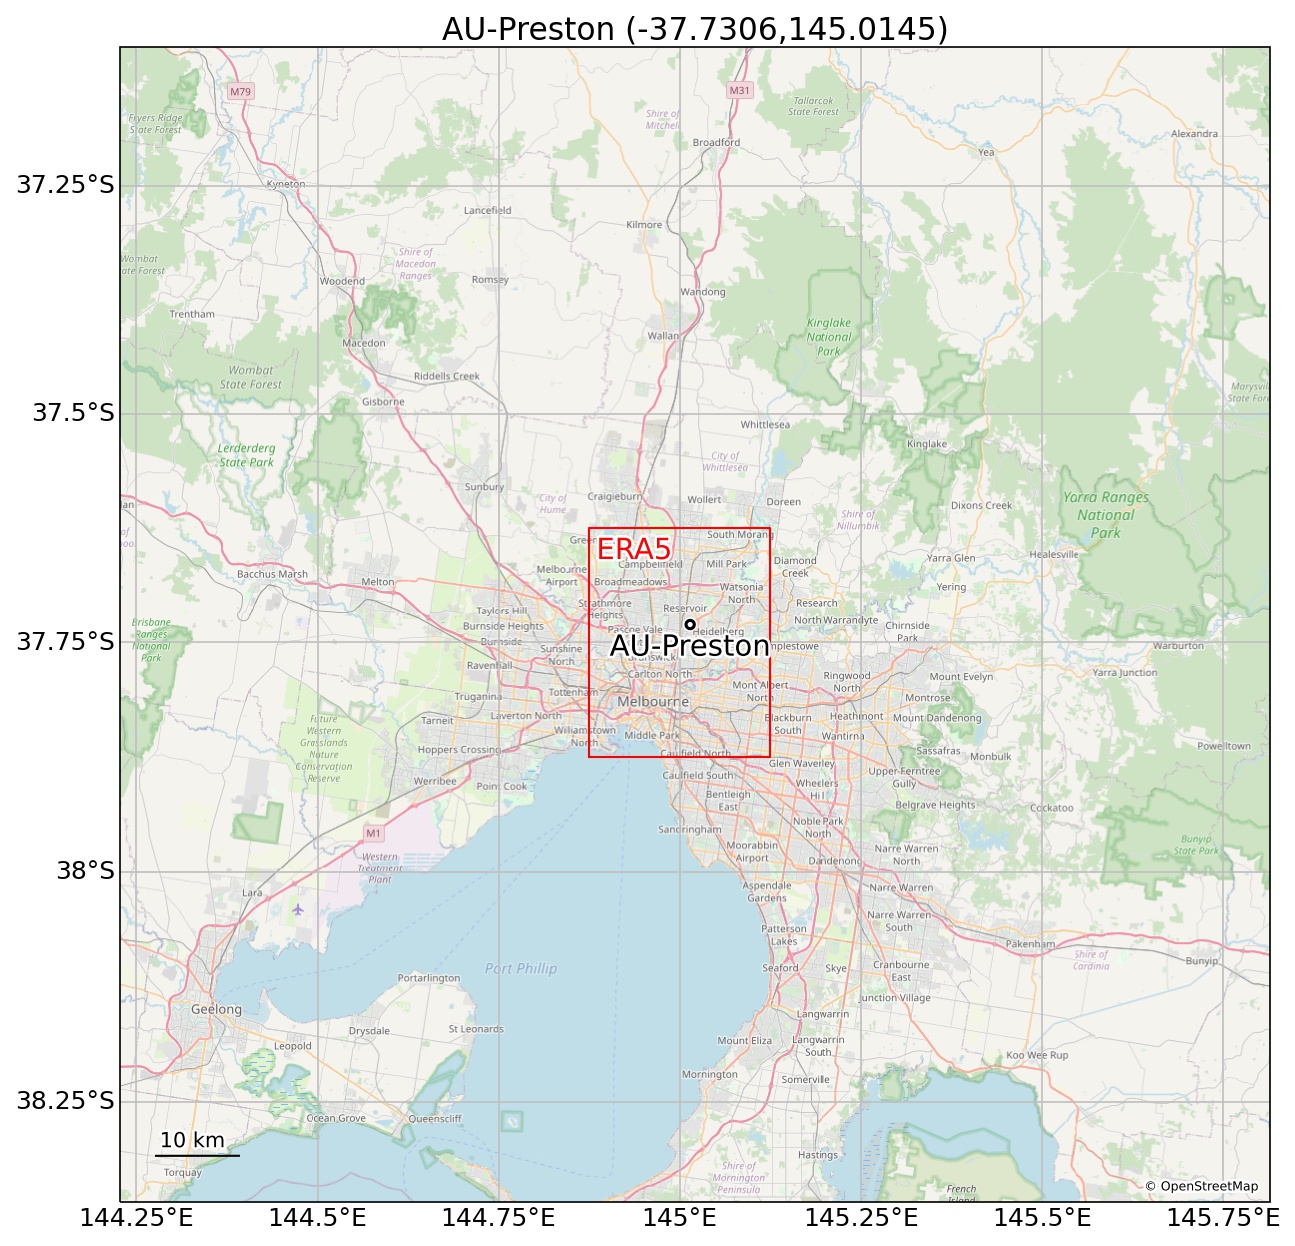 AU-Preston (-37.7306,145.0145)
M79
M31
Tallarook
State Forest
Fryers Ridge
State Forest
Shire of
Mitchell
Alexandra
Broadford
Yea
37.25°S
Kyneton
Lancefield
Kilmore
Wombat
State Forest
Shire of
Macedon
Ranges
Woodend
Romsey
Wandong
Trentham
Kinglake
National
Park
Macedon
Wallan
Wombat
State Forest
Riddells Creek
Gisborne
37.5°S
Whittlesea
Lerderderg
State Park
Kinglake
City of
Whittlesea
Sunbury
City of
Hume
Craigieburn
Wollert
Doreen
Dixons Creek
Yarra Ranges
National
Park
Shire of
Nillumbik
South Morang
ERA5
Campbellfield
Mill Park
Diamond
Creek
Yarra Glen
Healesville
Bacchus Marsh
Melton
Melbourne
Airport
Broadmeadows
Watsonia
North
Yering
Taylors Hill
Strathmore
Heights
Reservoir
Research
North Warrandyte
Brisbane
Ranges
National
Park
Burnside Heights
Burnside
Pascoe Vale
Heidelberg
Chirnside
Park
37.75°S
AU-Preston
Sunshine
North
Warburton
Ravenhall
Carlton North
Ringwood
North
Mount Evelyn
Yarra Junction
Truganina
Tottenham
Melbourne
Mont Albert
North
Montrose
Tarneit
Laverton North
Blackburn
South
Heathmont
Mount Dandenong
Future
Western
Grasslands
Nature
Conservation
Reserve
Williamstown
North
Middle Park
Wantirna
Hoppers Crossing
Caulfield North
Sassafras
Monbulk
Powelltown
Werribee
Point Cook
Caulfield South
Glen Waverley
Upper Ferntree
Gully
Bentleigh
East
Wheelers
Hill
Belgrave Heights
Cockatoo
M1
Sandringham
Noble Park
North
Bunyip
State Park
Western
Treatment
Plant
Moorabbin
Airport
Dandenong
Narre Warren
North
38°S
Lara
Aspendale
Gardens
Narre Warren
Narre Warren
South
Patterson
Lakes
Pakenham
Shire of
Cardinia
Bunyip
Port Phillip
Seaford
Skye
Cranbourne
East
Portarlington
Junction Village
Geelong
Langwarrin
Drysdale
St Leonards
Leopold
Mount Eliza
Langwarrin
South
Koo Wee Rup
Mornington
Somerville
38.25°S
Ocean Grove
Queenscliff
10 km
Torquay
Hastings
Shire of
Mornington
Peninsula
French
Island
© OpenStreetMap
144.25°E
144.5°E
144.75°E
145°E
145.25°E
145.5°E
145.75°E